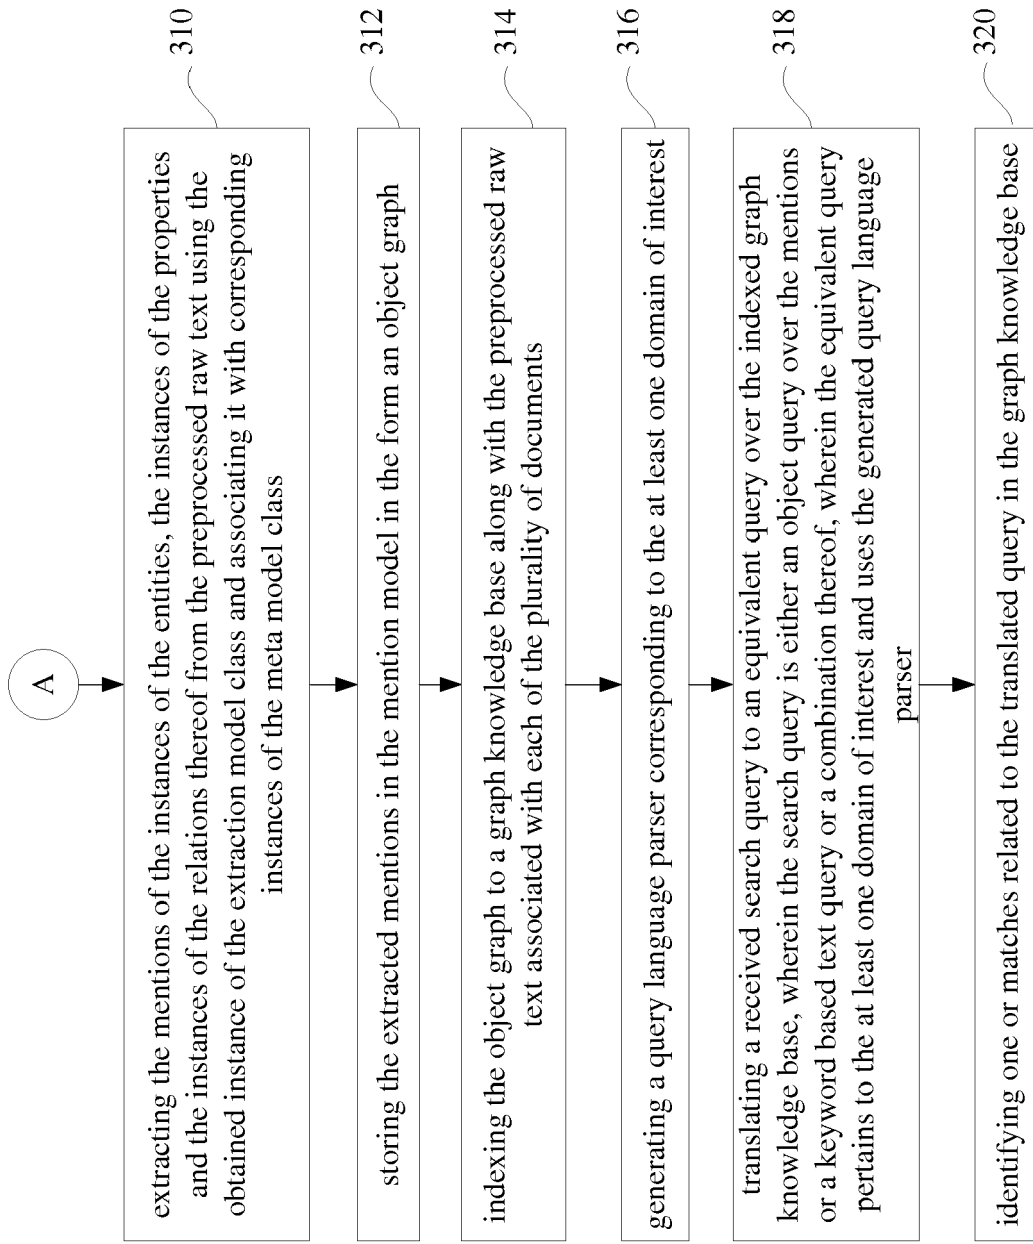 A
310
extracting the mentions of the instances of the entities, the instances of the properties
and the instances of the relations thereof from the preprocessed raw text using the
obtained instance of the extraction model class and associating it with corresponding
instances of the meta model class
312
storing the extracted mentions in the mention model in the form an object graph
314
indexing the object graph to a graph knowledge base along with the preprocessed raw
text associated with each of the plurality of documents
316
generating a query language parser corresponding to the at least one domain of interest
318
translating a received search query to an equivalent query over the indexed graph
knowledge base, wherein the search query is either an object query over the mentions
or a keyword based text query or a combination thereof, wherein the equivalent query
pertains to the at least one domain of interest and uses the generated query language
parser
320
identifying one or matches related to the translated query in the graph knowledge base